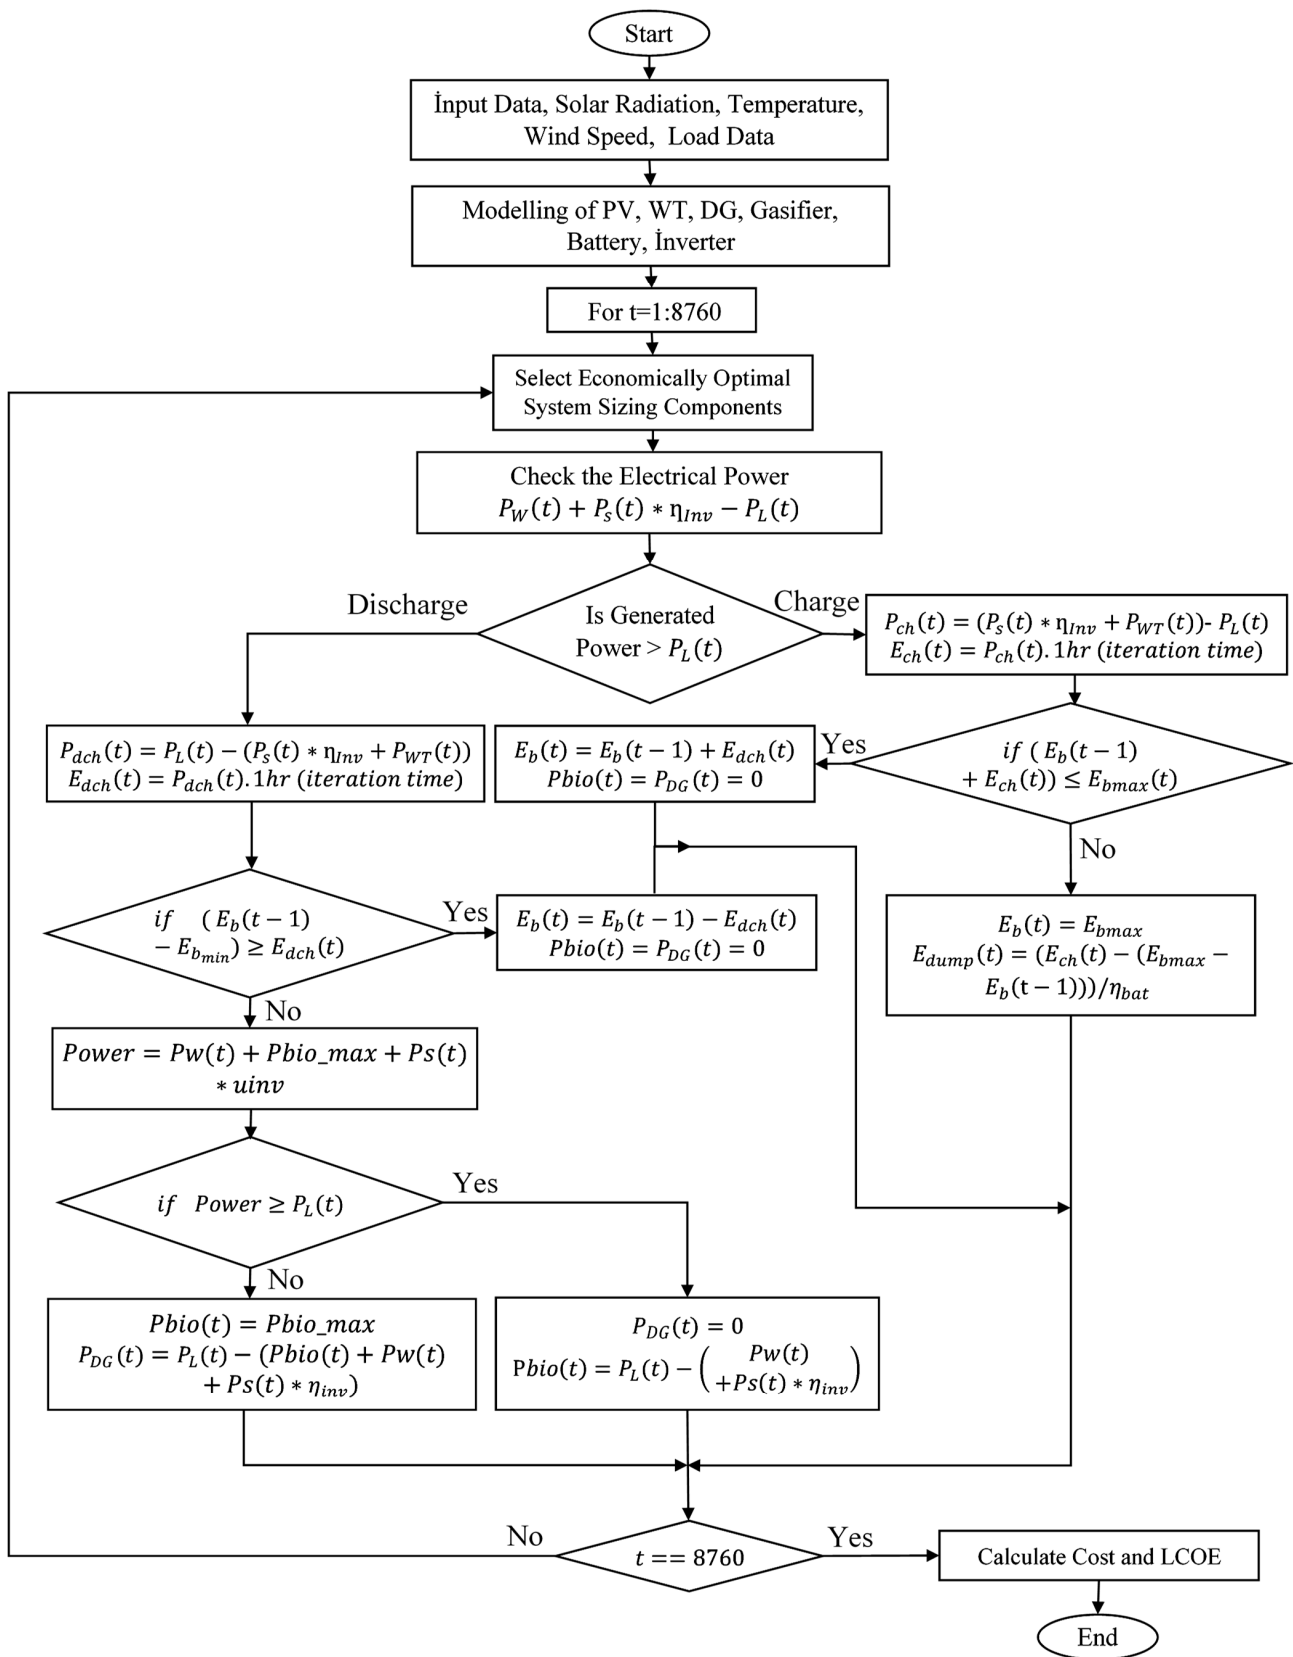 Start
İnput Data, Solar Radiation, Temperature,
Wind Speed, Load Data
Modelling of PV, WT, DG, Gasifier,
Battery, İnverter
For t=1:8760
Select Economically Optimal
System Sizing Components
Check the Electrical Power
P_W(t) + P_s(t) ∗ η_Inv − P_L(t)
Discharge
Is Generated
Power > P_L(t)
Charge
P_ch(t) = (P_s(t) ∗ η_Inv + P_WT(t))- P_L(t)
E_ch(t) = P_ch(t). 1hr (iteration time)
P_dch(t) = P_L(t) − (P_s(t) ∗ η_Inv + P_WT(t))
E_dch(t) = P_dch(t). 1hr (iteration time)
E_b(t) = E_b(t − 1) + E_dch(t)
Pbio(t) = P_DG(t) = 0
Yes
if ( E_b(t − 1)
+ E_ch(t)) ≤ E_bmax(t)
No
if ( E_b(t − 1)
− E_b_min) ≥ E_dch(t)
Yes
E_b(t) = E_b(t − 1) − E_dch(t)
Pbio(t) = P_DG(t) = 0
E_b(t) = E_bmax
E_dump(t) = (E_ch(t) − (E_bmax −
E_b(t − 1)))/η_bat
No
Power = Pw(t) + Pbio_max + Ps(t)
∗ uinv
if Power ≥ P_L(t)
Yes
No
Pbio(t) = Pbio_max
P_DG(t) = P_L(t) − (Pbio(t) + Pw(t)
+ Ps(t) ∗ η_inv)
P_DG(t) = 0
Pbio(t) = P_L(t) − ( Pw(t)
+Ps(t) ∗ η_inv )
No
t == 8760
Yes
Calculate Cost and LCOE
End